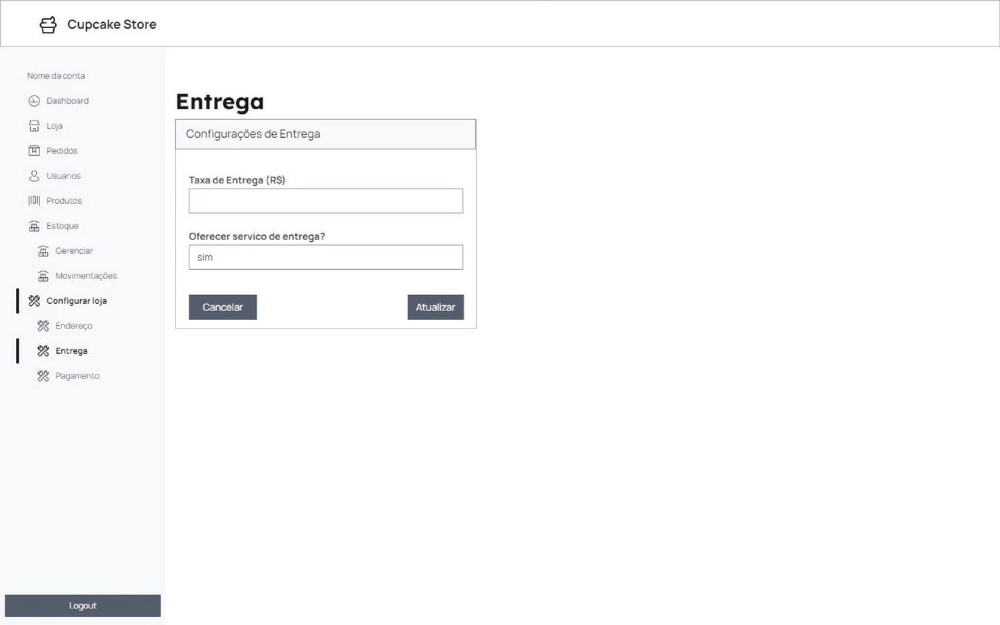 Cupcake Store
Nome da conta
Dashboard
Loja
Pedidos
Usuarios
Produtos
Estoque
Gerenciar
Movimentações
Configurar loja
Endereço
Entrega
Pagamento
Logout
Entrega
Configurações de Entrega
Taxa de Entrega (R$)
Oferecer servico de entrega?
sim
Cancelar
Atualizar